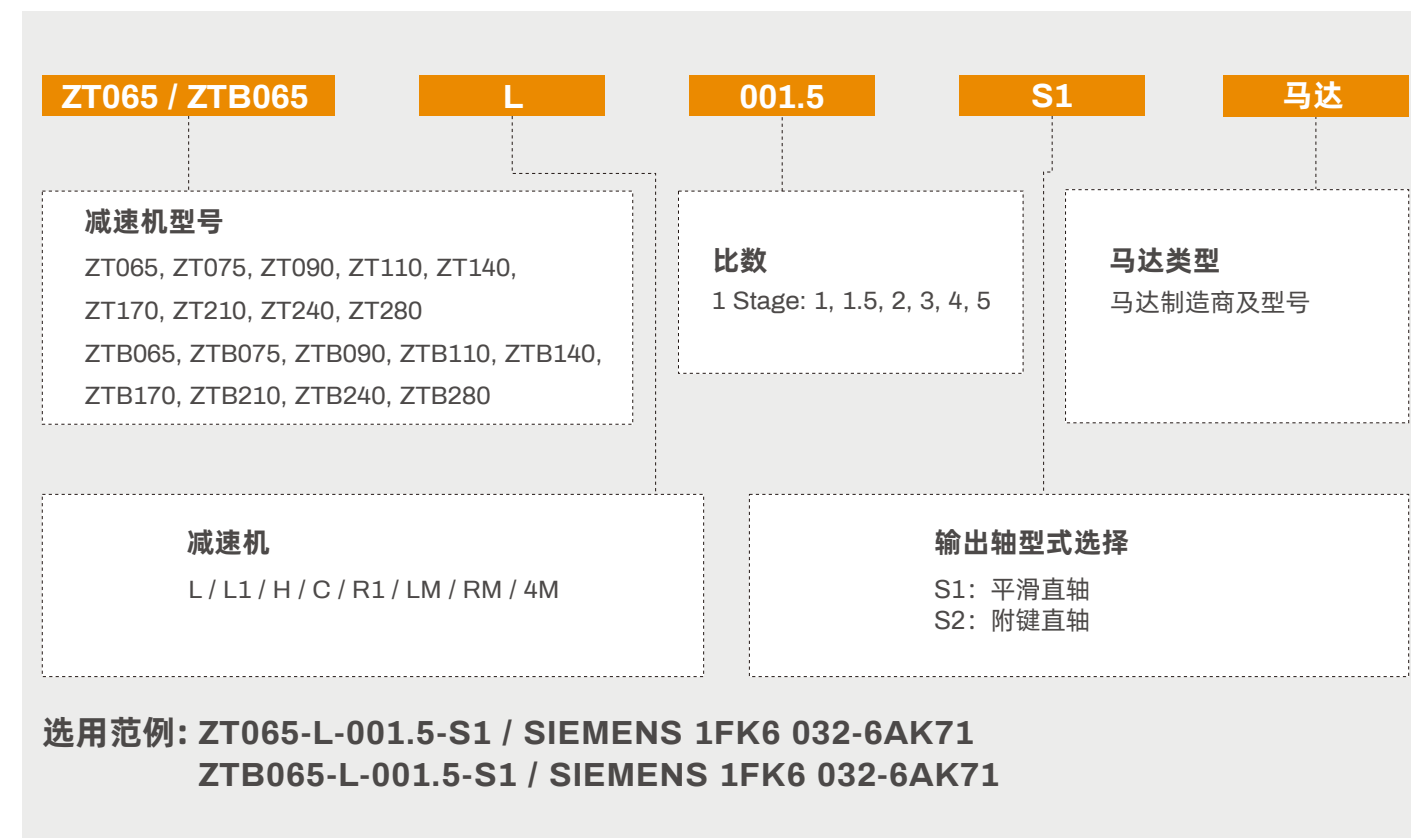 ZT065 / ZTB065
L
001.5
S1
马达
减速机型号
ZT065, ZT075, ZT090, ZT110, ZT140,
ZT170, ZT210, ZT240, ZT280
ZTB065, ZTB075, ZTB090, ZTB110, ZTB140,
ZTB170, ZTB210, ZTB240, ZTB280
比数
1 Stage: 1, 1.5, 2, 3, 4, 5
马达类型
马达制造商及型号
减速机
L / L1 / H / C / R1 / LM / RM / 4M
输出轴型式选择
S1：平滑直轴
S2：附键直轴
选用范例: ZT065-L-001.5-S1 / SIEMENS 1FK6 032-6AK71
ZTB065-L-001.5-S1 / SIEMENS 1FK6 032-6AK71